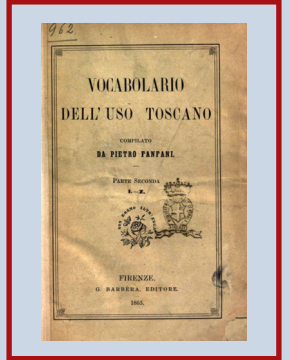 962
VOCABOLARIO
DELL' USO TOSCANO
COMPILATO
DA PIETRO FANFANI.
PARTE SECONDA
I.—Z.
FIRENZE.
G. BARBÈRA, EDITORE.
1863.